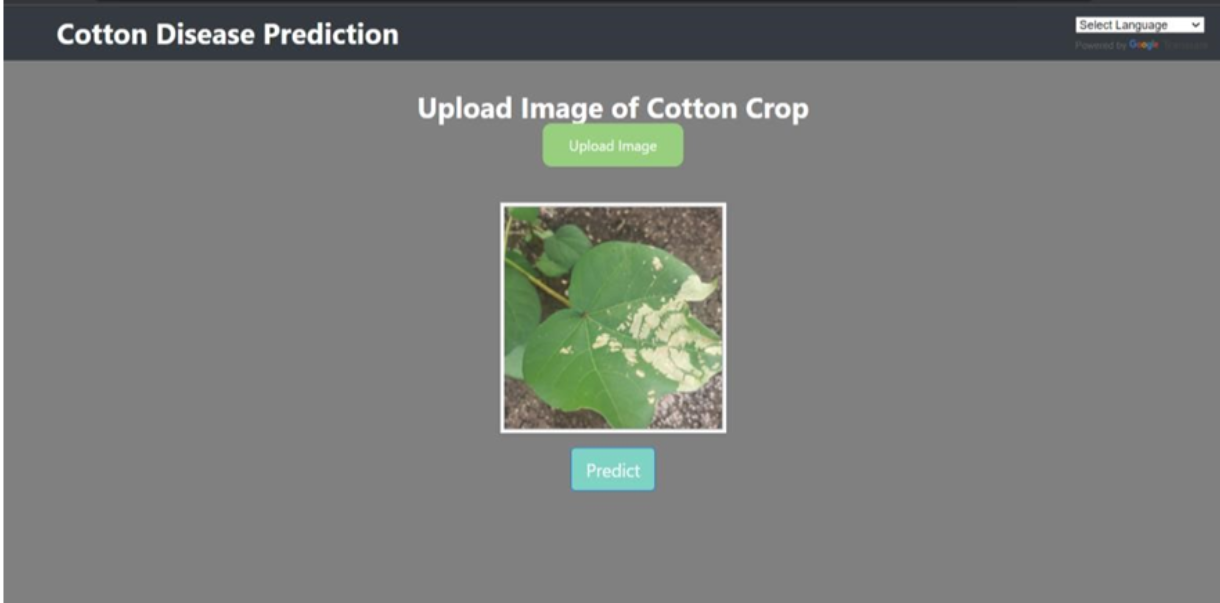 Cotton Disease Prediction
Select Language
Powered by Google Translate
Upload Image of Cotton Crop
Upload Image
Predict